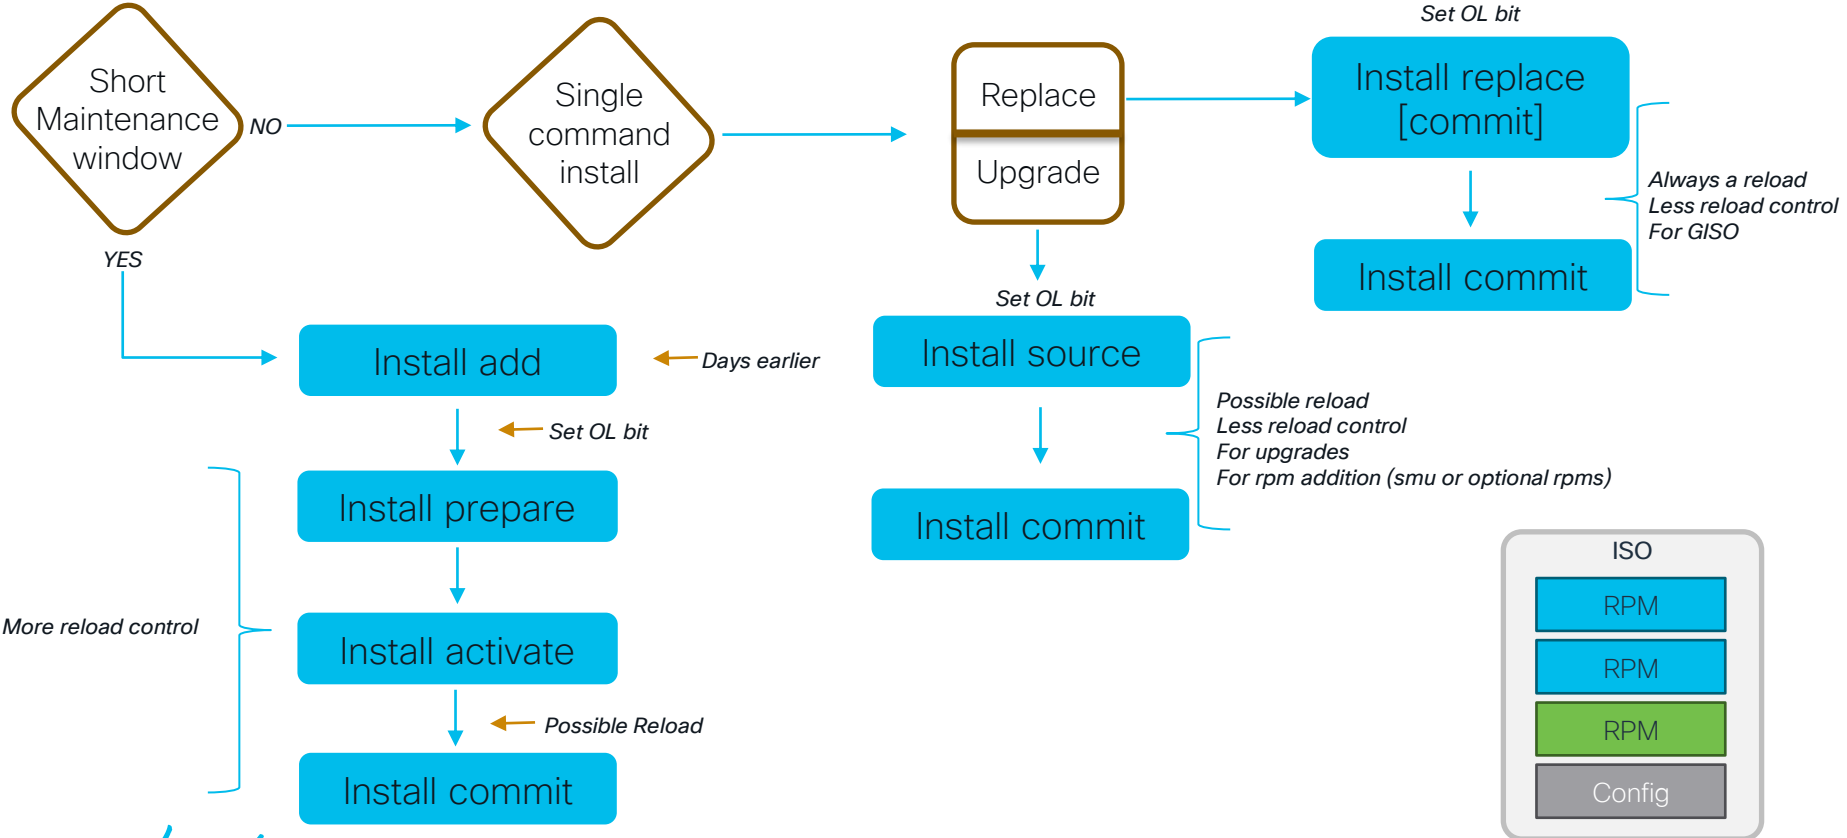 Short
Maintenance
window
NO
YES
Single
command
install
Replace
Upgrade
Set OL bit
Install replace
[commit]
Install commit
Always a reload
Less reload control
For GISO
Set OL bit
Install source
Install commit
Possible reload
Less reload control
For upgrades
For rpm addition (smu or optional rpms)
Install add
Days earlier
Set OL bit
Install prepare
Install activate
More reload control
Possible Reload
Install commit
ISO
RPM
RPM
RPM
Config